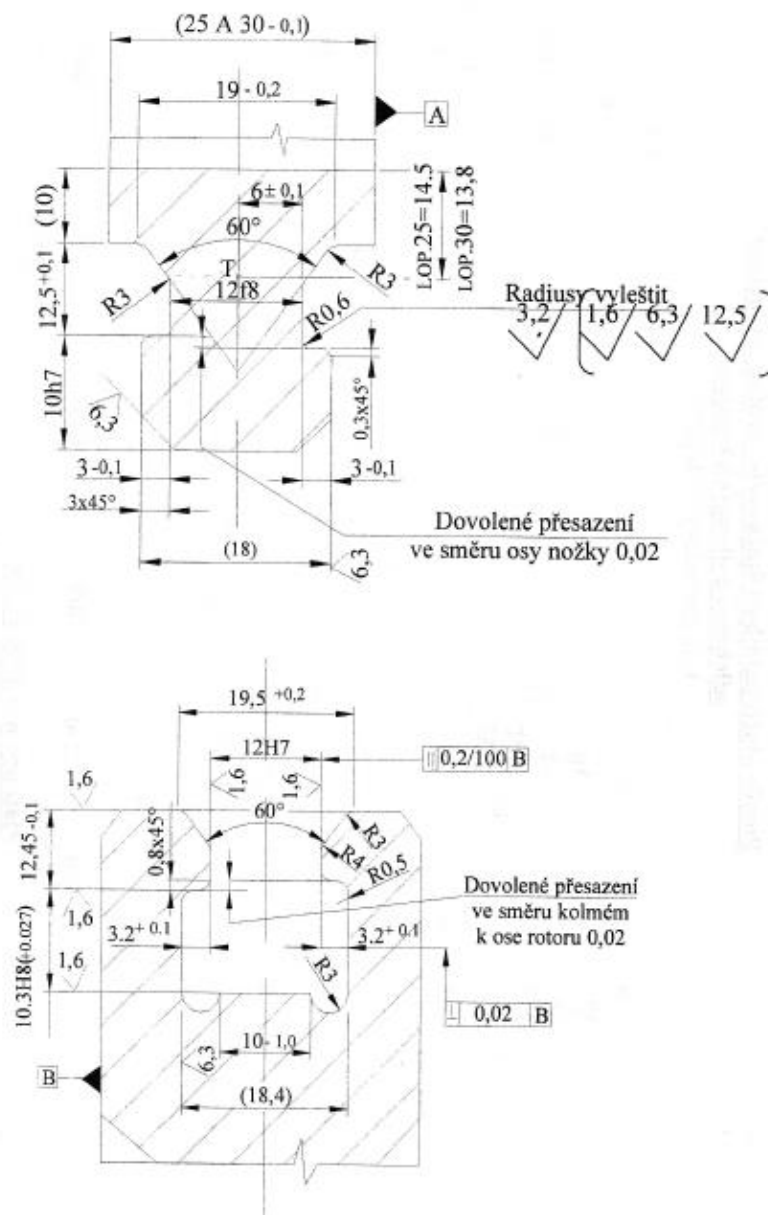 (25 A 30 - 0,1)
19 - 0,2
A
(10)
6 ± 0,1
LOP.25=14.5
LOP.30=13,8
60°
T
12,5 +0,1
R3
12f8
R3
R0,6
Radiusy vyleštit
3,2 (1,6 6,3 12,5)
10h7
6,3
0,3x45°
3 -0,1
3 -0,1
3x45°
(18)
6,3
Dovolené přesazení
ve směru osy nožky 0,02
19,5 +0,2
12H7
|| 0,2/100 B
1,6
1,6
1,6
60°
12,45 -0,1
0,8x45°
R3
R4
R0,5
Dovolené přesazení
ve směru kolmém
k ose rotoru 0,02
1,6
3.2 + 0.1
3.2 + 0.1
10.3H8(+0.027)
1,6
R3
⊥ 0,02 B
10 - 1,0
6,3
B
(18,4)